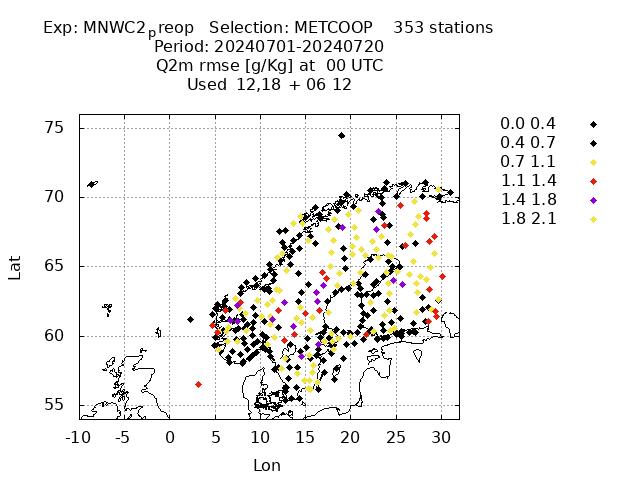 Exp: MNWC2preop Selection: METCOOP 353 stations
Period: 20240701-20240720
Q2m rmse [g/Kg] at 00 UTC
Used 12,18 + 06 12
0.0 0.4
0.4 0.7
0.7 1.1
1.1 1.4
1.4 1.8
1.8 2.1
75
70
65
60
55
Lat
-10 -5 0 5 10 15 20 25 30
Lon